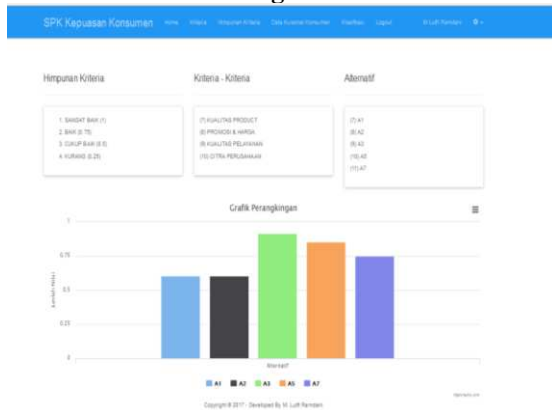 SPK Kepuasan Konsumen Home Kriteria Himpunan Kriteria Data Kuesioner Konsumen Klasifikasi Logout M Lutfi Ramdani
Himpunan Kriteria
1. SANGAT BAIK (1)
2. BAIK (0.75)
3. CUKUP BAIK (0.5)
4. KURANG (0.25)
Kriteria - Kriteria
(7) KUALITAS PRODUCT
(8) PROMOSI & HARGA
(9) KUALITAS PELAYANAN
(10) CITRA PERUSAHAAN
Alternatif
(7) A1
(8) A2
(9) A3
(10) A5
(11) A7
Grafik Perangkingan
1
0.75
0.5
0.25
0
Alternatif
A1 A2 A3 A5 A7
Copyright © 2017 - Developed By M. Lutfi Ramdani